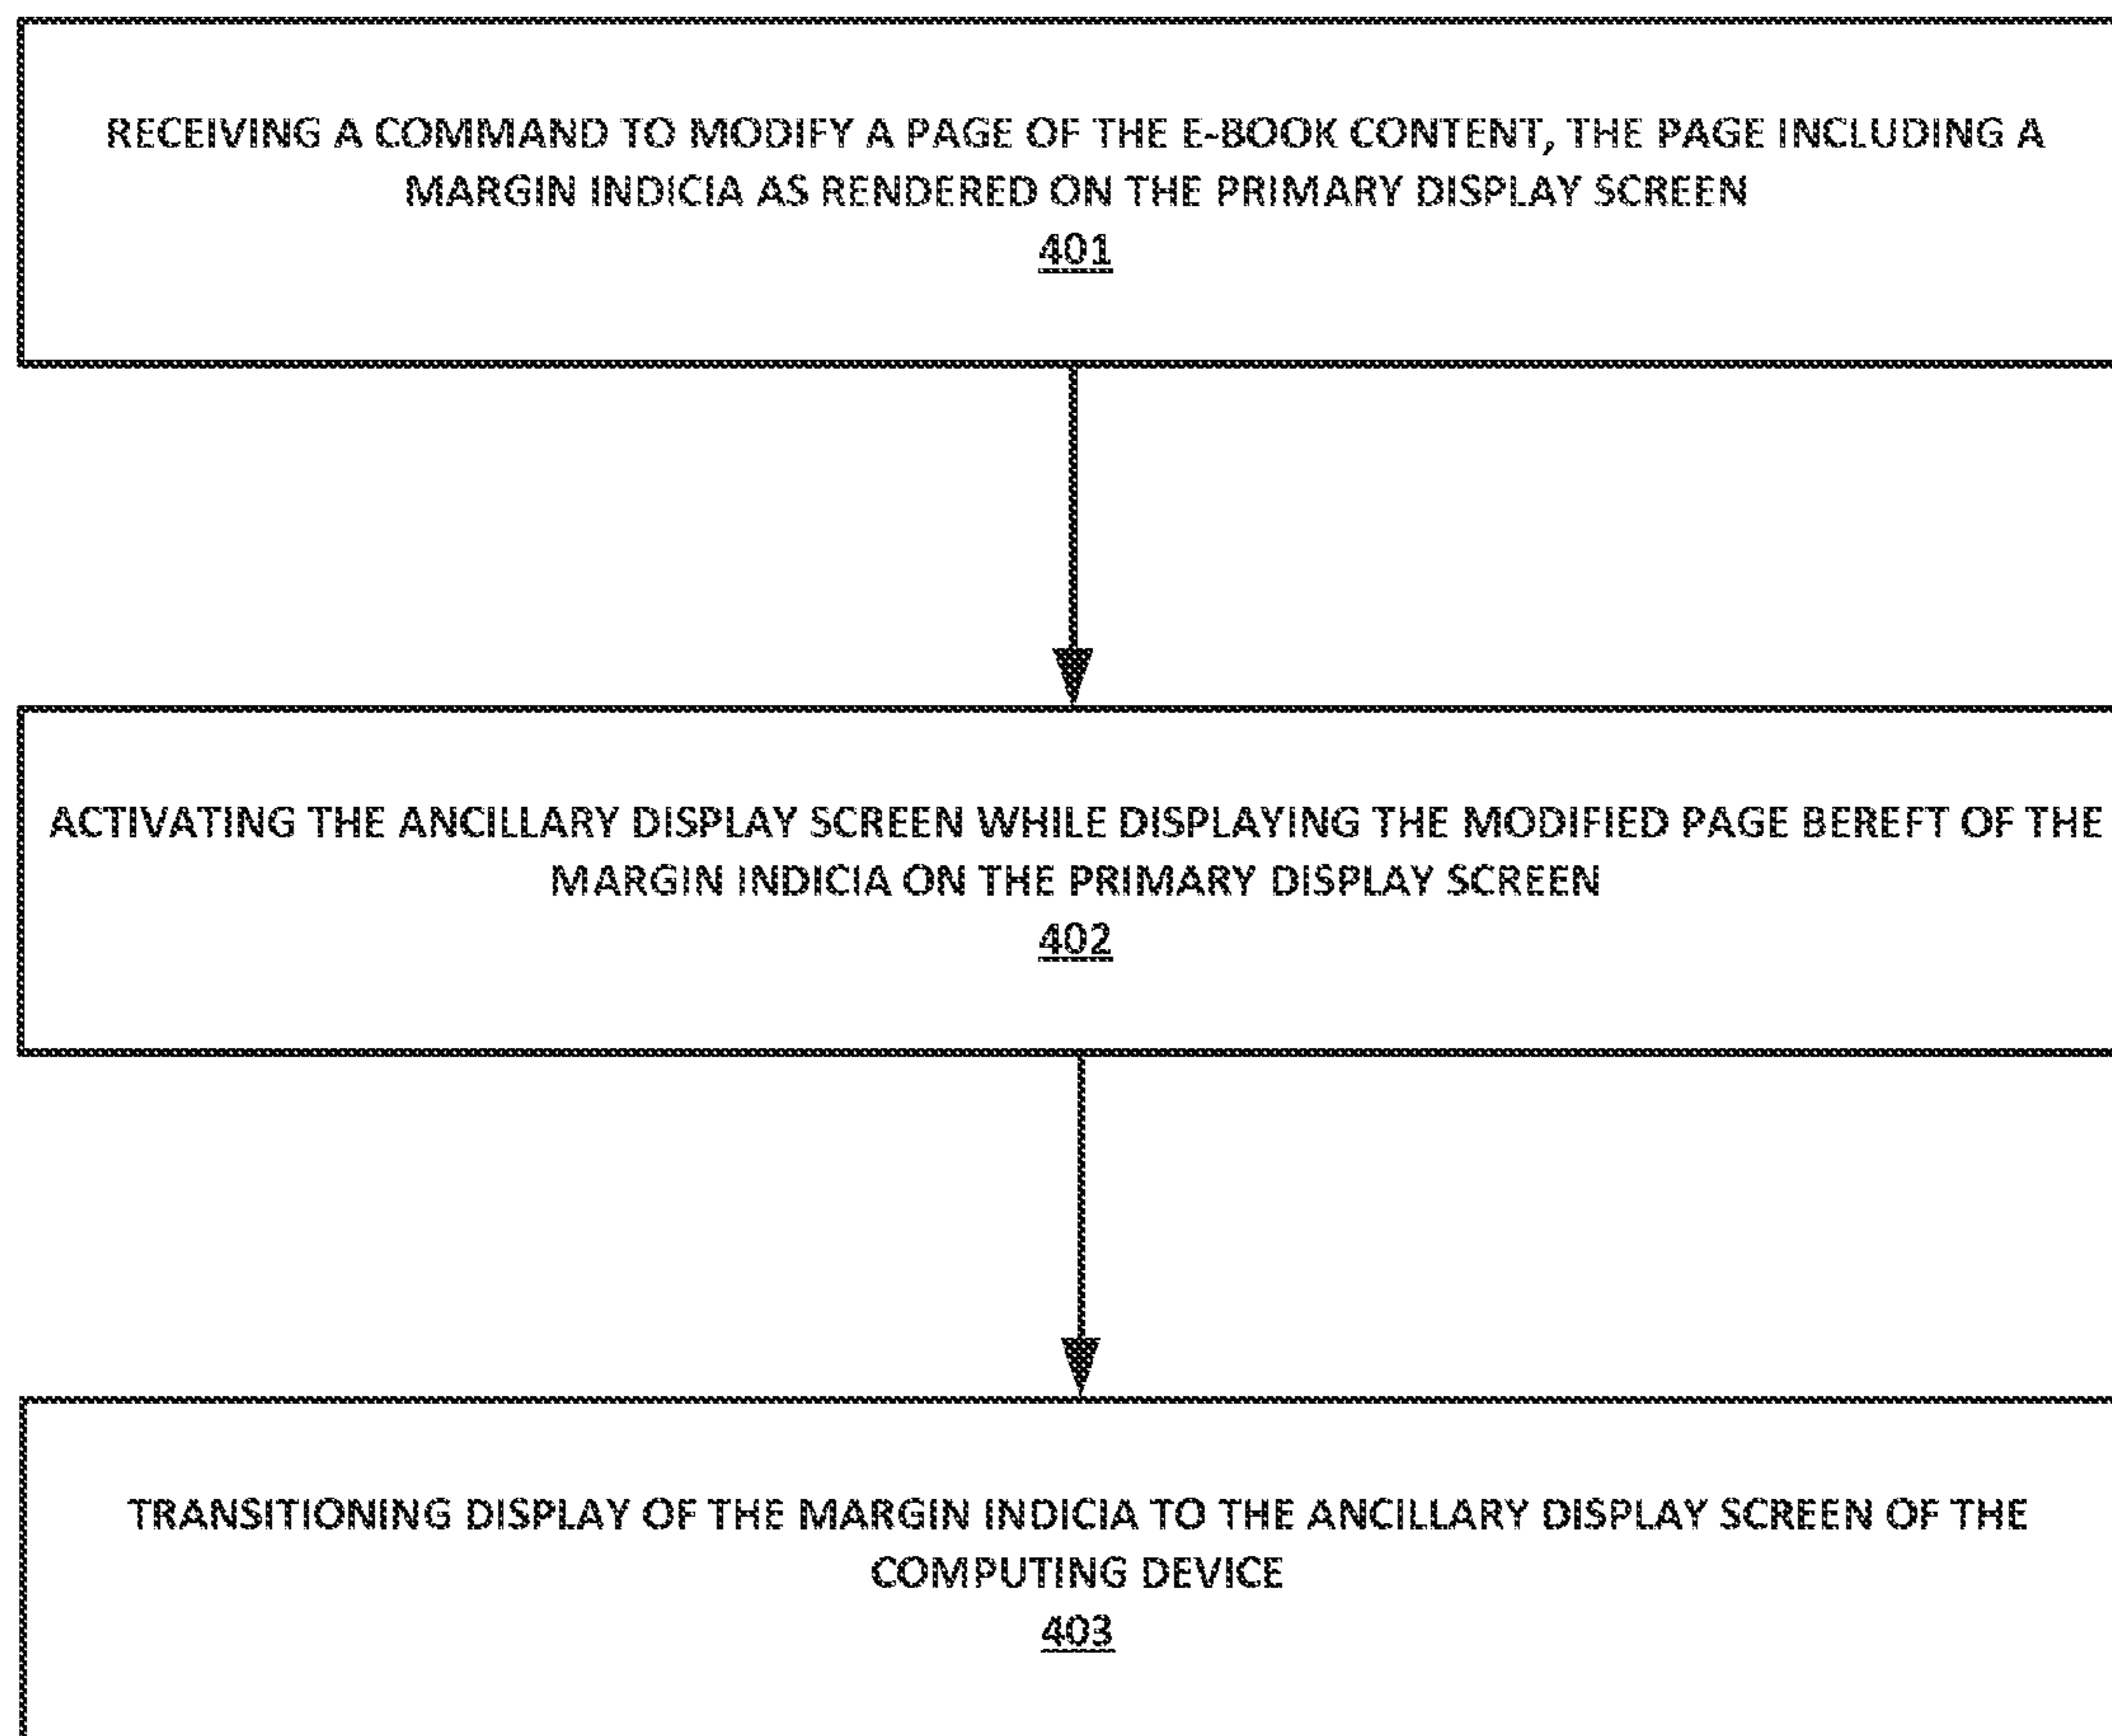 RECEIVING A COMMAND TO MODIFY A PAGE OF THE E-BOOK CONTENT, THE PAGE INCLUDING A
MARGIN INDICIA AS RENDERED ON THE PRIMARY DISPLAY SCREEN
401
ACTIVATING THE ANCILLARY DISPLAY SCREEN WHILE DISPLAYING THE MODIFIED PAGE BEREFT OF THE
MARGIN INDICIA ON THE PRIMARY DISPLAY SCREEN
402
TRANSITIONING DISPLAY OF THE MARGIN INDICIA TO THE ANCILLARY DISPLAY SCREEN OF THE
COMPUTING DEVICE
403